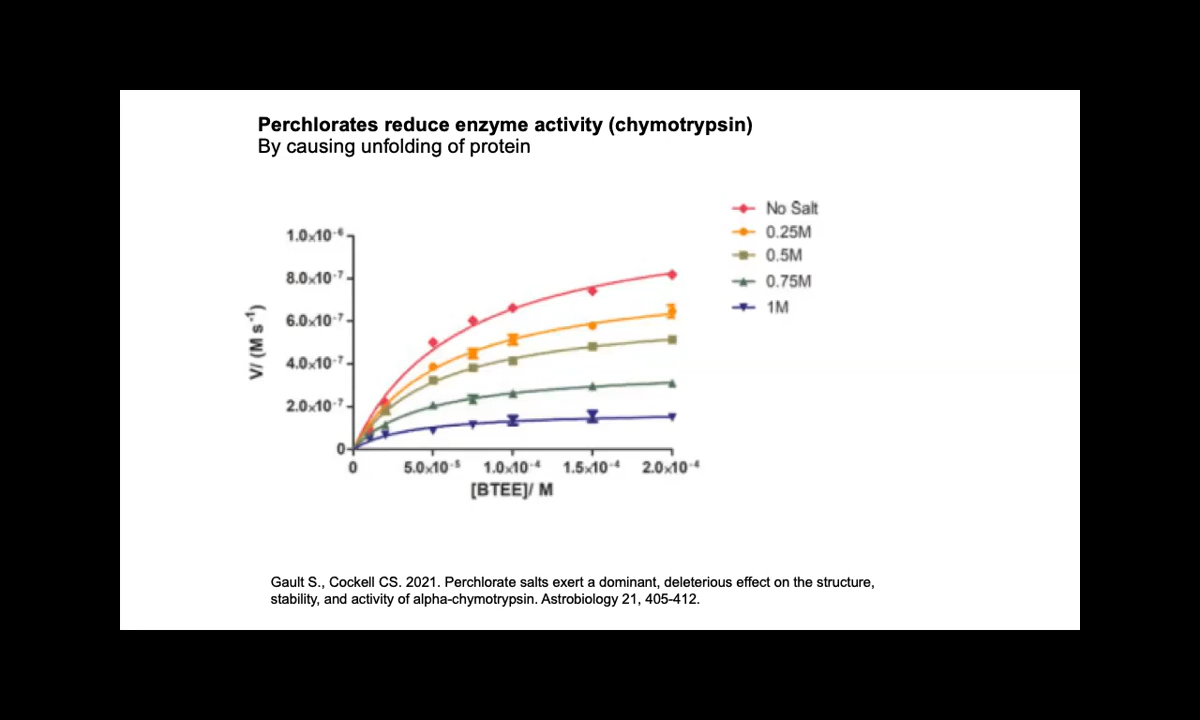 Perchlorates reduce enzyme activity (chymotrypsin)
By causing unfolding of protein
No Salt
0.25M
0.5M
0.75M
1M
1.0x10⁻⁶
8.0x10⁻⁷
6.0x10⁻⁷
4.0x10⁻⁷
2.0x10⁻⁷
0
V/ (M s⁻¹)
0 5.0x10⁻⁵ 1.0x10⁻⁴ 1.5x10⁻⁴ 2.0x10⁻⁴
[BTEE]/ M
Gault S., Cockell CS. 2021. Perchlorate salts exert a dominant, deleterious effect on the structure,
stability, and activity of alpha-chymotrypsin. Astrobiology 21, 405-412.